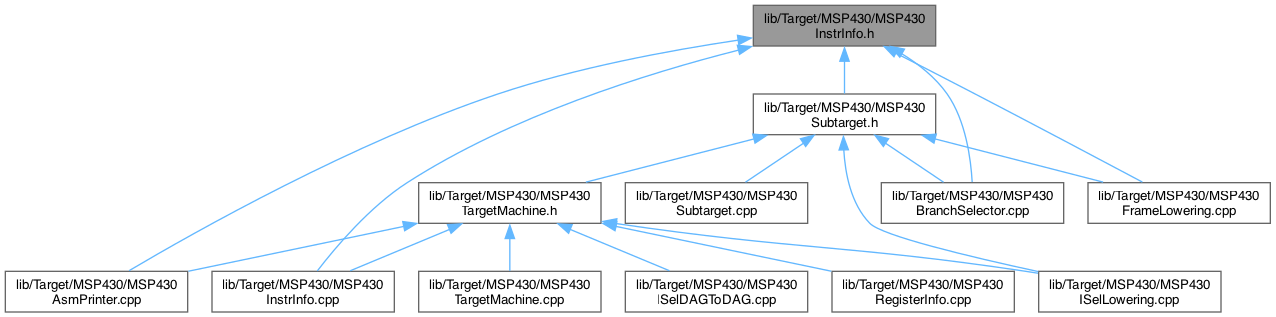 lib/Target/MSP430/MSP430
InstrInfo.h
lib/Target/MSP430/MSP430
Subtarget.h
lib/Target/MSP430/MSP430
TargetMachine.h
lib/Target/MSP430/MSP430
Subtarget.cpp
lib/Target/MSP430/MSP430
BranchSelector.cpp
lib/Target/MSP430/MSP430
FrameLowering.cpp
lib/Target/MSP430/MSP430
AsmPrinter.cpp
lib/Target/MSP430/MSP430
InstrInfo.cpp
lib/Target/MSP430/MSP430
TargetMachine.cpp
lib/Target/MSP430/MSP430
ISelDAGToDAG.cpp
lib/Target/MSP430/MSP430
RegisterInfo.cpp
lib/Target/MSP430/MSP430
ISelLowering.cpp